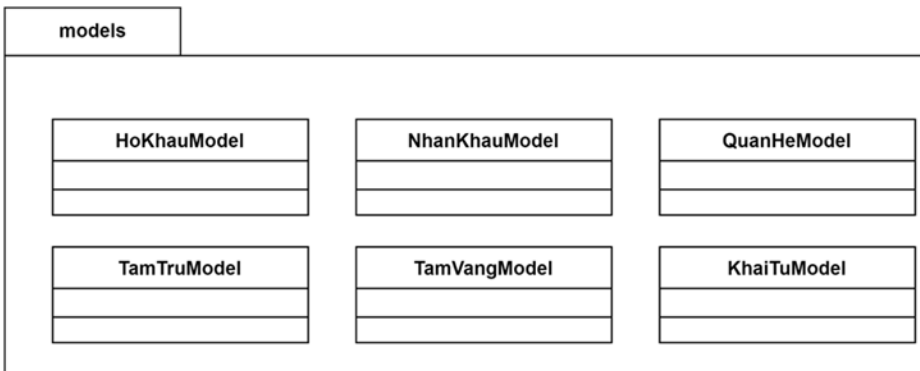 models
HoKhauModel
NhanKhauModel
QuanHeModel
TamTruModel
TamVangModel
KhaiTuModel